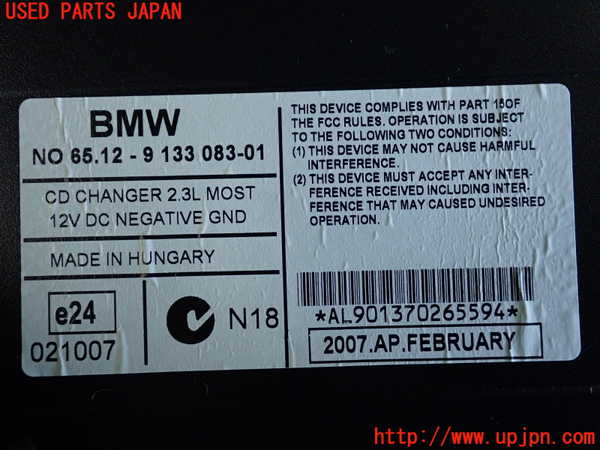 USED PARTS JAPAN
BMW
NO 65.12 - 9 133 083-01
CD CHANGER 2.3L MOST
12V DC NEGATIVE GND
MADE IN HUNGARY
e24
021007
N18
THIS DEVICE COMPLIES WITH PART 15OF
THE FCC RULES. OPERATION IS SUBJECT
TO THE FOLLOWING TWO CONDITIONS:
(1) THIS DEVICE MAY NOT CAUSE HARMFUL
INTERFERENCE.
(2) THIS DEVICE MUST ACCEPT ANY INTER-
FERENCE RECEIVED INCLUDING INTER-
FERENCE THAT MAY CAUSED UNDESIRED
OPERATION.
*AL901370265594*
2007.AP.FEBRUARY
http://www.upjpn.com/